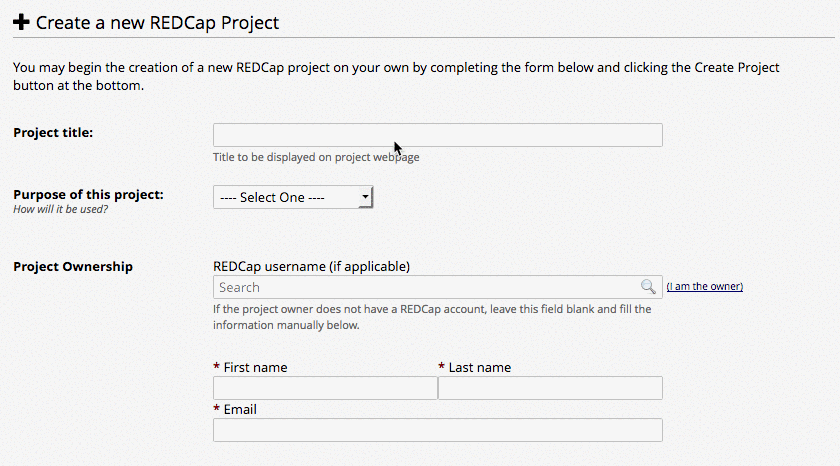 Create a new REDCap Project
You may begin the creation of a new REDCap project on your own by completing the form below and clicking the Create Project
button at the bottom.
Project title:
Title to be displayed on project webpage
Purpose of this project:
How will it be used?
---- Select One ----
Project Ownership
REDCap username (if applicable)
Search
(I am the owner)
If the project owner does not have a REDCap account, leave this field blank and fill the
information manually below.
* First name
* Last name
* Email